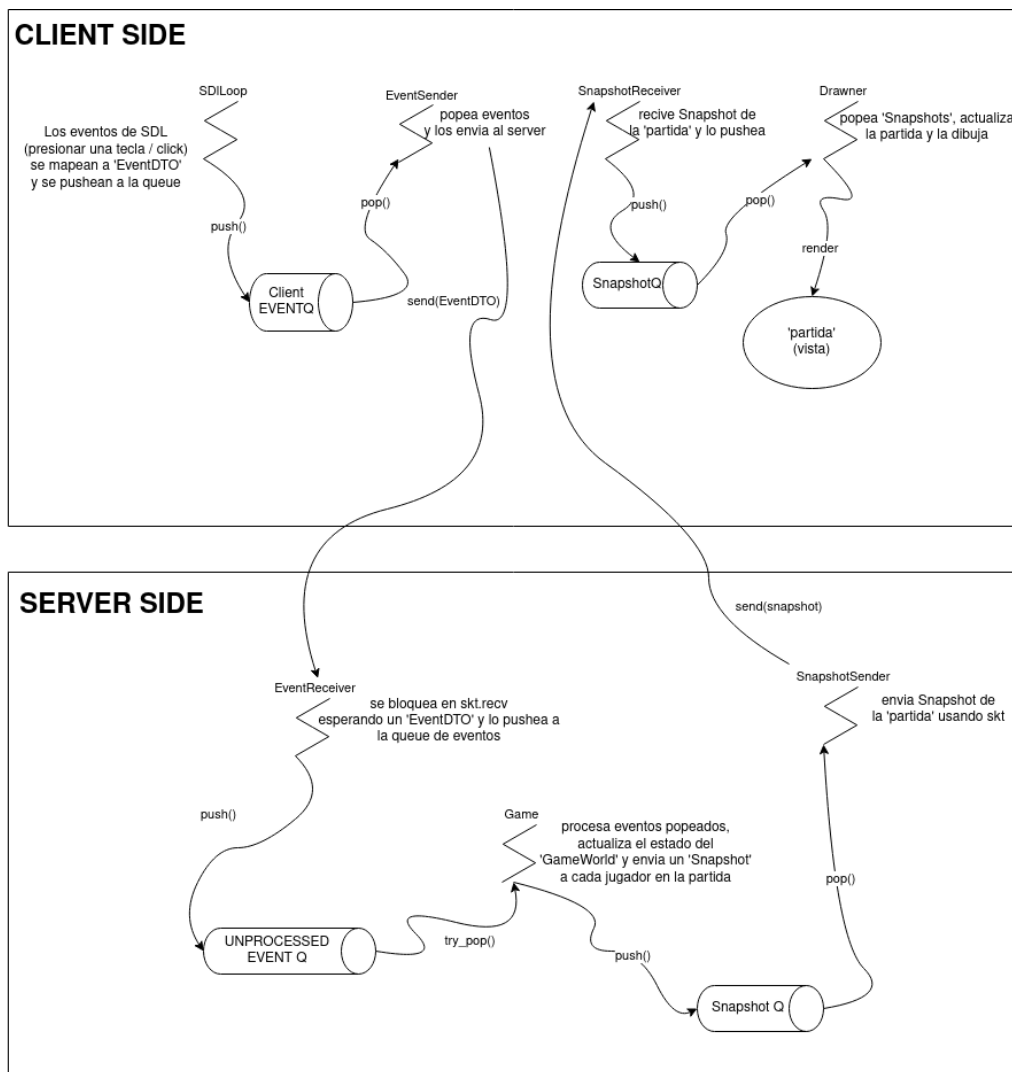 CLIENT SIDE
SDlLoop
Los eventos de SDL
(presionar una tecla / click)
se mapean a 'EventDTO'
y se pushean a la queue
push()
Client
EVENTQ
pop()
EventSender
popea eventos
y los envia al server
send(EventDTO)
SnapshotReceiver
recive Snapshot de
la 'partida' y lo pushea
push()
SnapshotQ
pop()
Drawner
popea 'Snapshots', actualiza
la partida y la dibuja
render
'partida'
(vista)
SERVER SIDE
EventReceiver
se bloquea en skt.recv
esperando un 'EventDTO' y lo pushea a
la queue de eventos
push()
UNPROCESSED
EVENT Q
try_pop()
Game
procesa eventos popeados,
actualiza el estado del
'GameWorld' y envia un 'Snapshot'
a cada jugador en la partida
push()
Snapshot Q
pop()
SnapshotSender
envia Snapshot de
la 'partida' usando skt
send(snapshot)